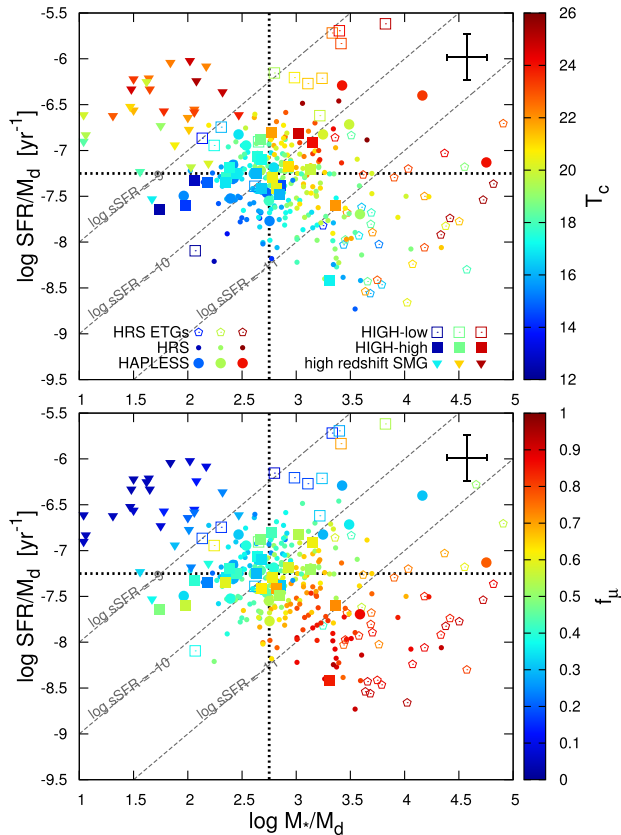 -5.5
-6
-6.5
-7
-7.5
-8
-8.5
-9
-9.5
log SFR/M_d [yr^-1]
log sSFR = -9
log sSFR = -10
log sSFR = -11
HRS ETGs
HRS
HAPLESS
HIGH-low
HIGH-high
high redshift SMG
1 1.5 2 2.5 3 3.5 4 4.5 5
26
24
22
20
18
16
14
12
T_c
-5.5
-6
-6.5
-7
-7.5
-8
-8.5
-9
-9.5
log SFR/M_d [yr^-1]
log sSFR = -9
log sSFR = -10
log sSFR = -11
1 1.5 2 2.5 3 3.5 4 4.5 5
log M_*/M_d
1
0.9
0.8
0.7
0.6
0.5
0.4
0.3
0.2
0.1
0
f_μ